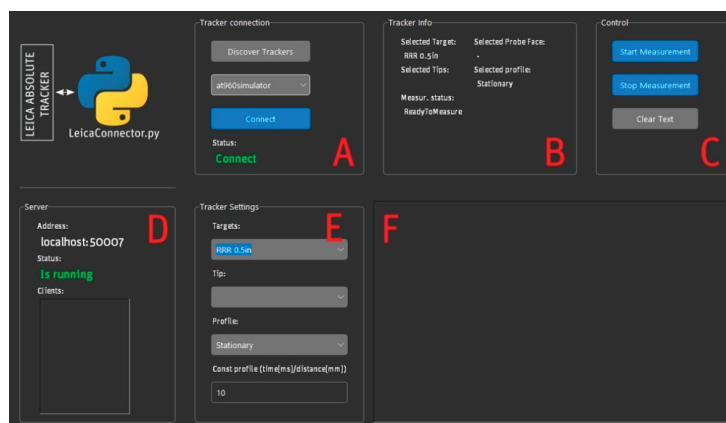 LEICA ABSOLUTE
TRACKER
LeicaConnector.py
Tracker connection
Discover Trackers
at960simulator
Connect
Status:
Connect
A
Tracker Info
Selected Target:
RRR 0.5in
Selected Probe Face:
-
Selected Tips:
Selected profile:
Stationary
Measur. status:
ReadyToMeasure
B
Control
Start Measurement
Stop Measurement
Clear Text
C
Server
Address:
localhost:50007
Status:
Is running
Clients:
D
Tracker Settings
Targets:
RRR 0.5in
Tip:
Profile:
Stationary
Const profile (time[ms]/distance[mm])
10
E
F